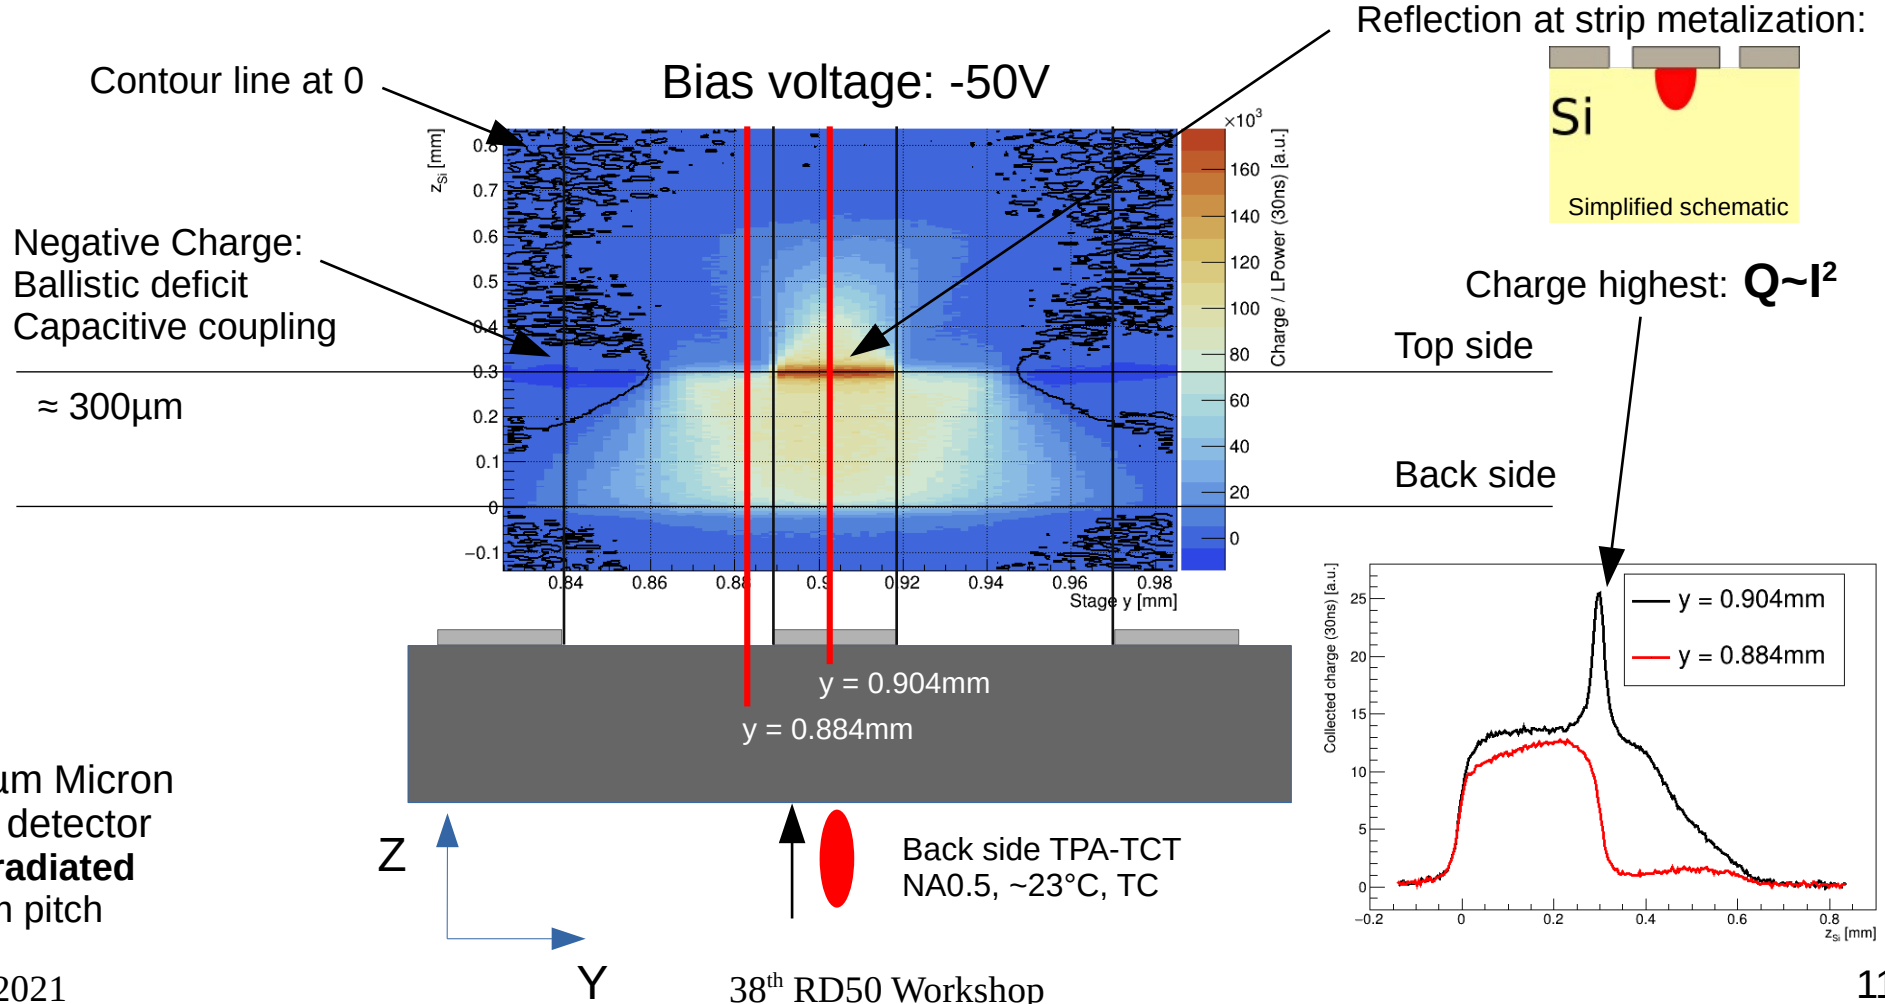 Reflection at strip metalization:
Si
Simplified schematic
Contour line at 0
Bias voltage: -50V
Negative Charge:
Ballistic deficit
Capacitive coupling
≈ 300µm
z_Si [mm]
0.8
0.7
0.6
0.5
0.4
0.3
0.2
0.1
0
−0.1
0.84
0.86
0.88
0.9
0.92
0.94
0.96
0.98
Stage y [mm]
×10³
160
140
120
100
80
60
40
20
0
Charge / LPower (30ns) [a.u.]
Charge highest: Q~I²
Top side
Back side
y = 0.904mm
y = 0.884mm
Z
Y
Back side TPA-TCT
NA0.5, ~23°C, TC
Collected charge (30ns) [a.u.]
25
20
15
10
5
0
y = 0.904mm
y = 0.884mm
−0.2
0
0.2
0.4
0.6
0.8
z_Si [mm]
µm Micron
detector
radiated
pitch
2021
38th RD50 Workshop
11